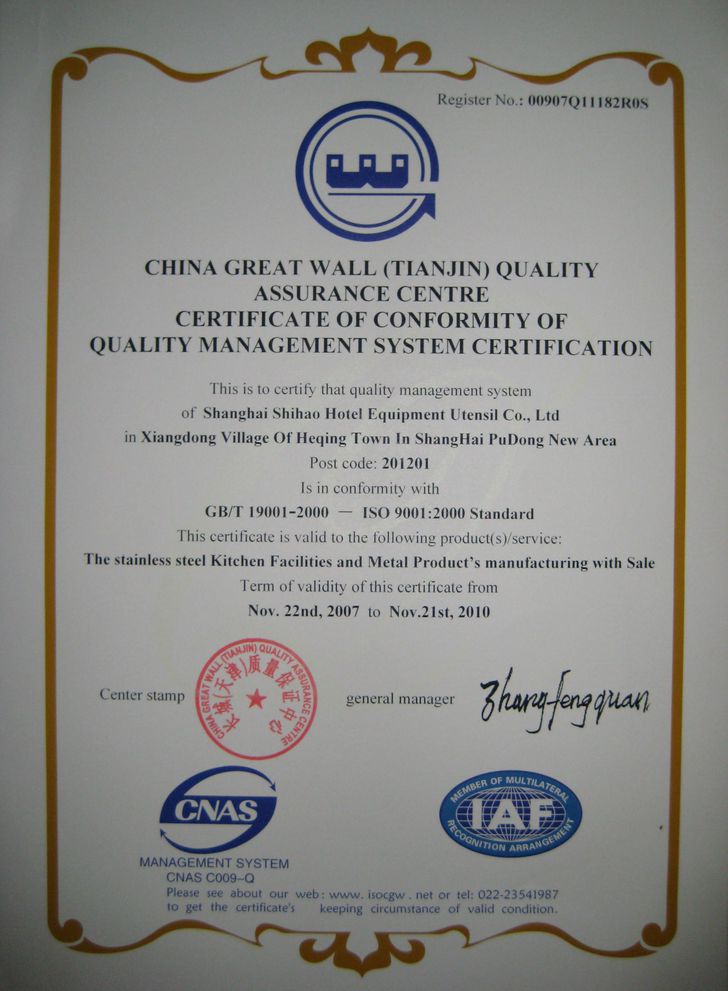 Register No.: 00907Q11182R0S
CHINA GREAT WALL (TIANJIN) QUALITY
ASSURANCE CENTRE
CERTIFICATE OF CONFORMITY OF
QUALITY MANAGEMENT SYSTEM CERTIFICATION
This is to certify that quality management system
of Shanghai Shihao Hotel Equipment Utensil Co., Ltd
in Xiangdong Village Of Heqing Town In ShangHai PuDong New Area
Post code: 201201
Is in conformity with
GB/T 19001-2000 — ISO 9001:2000 Standard
This certificate is valid to the following product(s)/service:
The stainless steel Kitchen Facilities and Metal Product's manufacturing with Sale
Term of validity of this certificate from
Nov. 22nd, 2007 to Nov.21st, 2010
Center stamp
CHINA GREAT WALL (TIANJIN) QUALITY ASSURANCE CENTRE
长城(天津)质量保证中心
general manager
Zhangfengquan
CNAS
MANAGEMENT SYSTEM
CNAS C009-Q
MEMBER OF MULTILATERAL
IAF
RECOGNITION ARRANGEMENT
Please see about our web: www. isocgw . net or tel: 022-23541987
to get the certificate's keeping circumstance of valid condition.